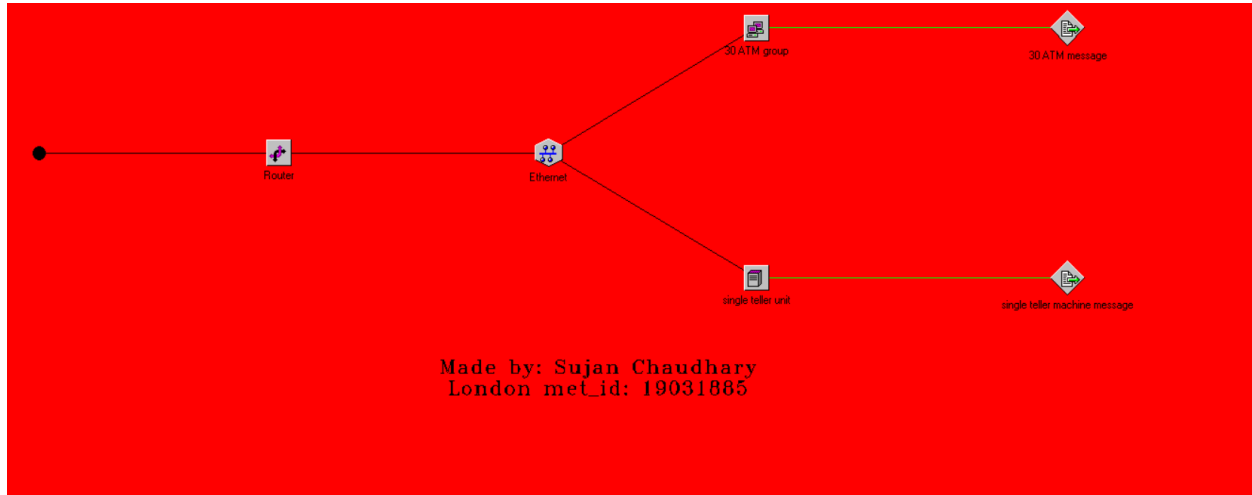 30 ATM group
30 ATM message
Router
Ethernet
single teller unit
single teller machine message
Made by: Sujan Chaudhary
London met_id: 19031885